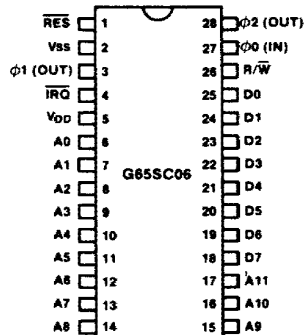 RES 1 28 ϕ2 (OUT)
Vss 2 27 ϕ0 (IN)
ϕ1 (OUT) 3 26 R/W
IRQ 4 25 D0
VDD 5 24 D1
A0 6 23 D2
A1 7 22 D3
G65SC06
A2 8 21 D4
A3 9 20 D5
A4 10 19 D6
A5 11 18 D7
A6 12 17 A11
A7 13 16 A10
A8 14 15 A9